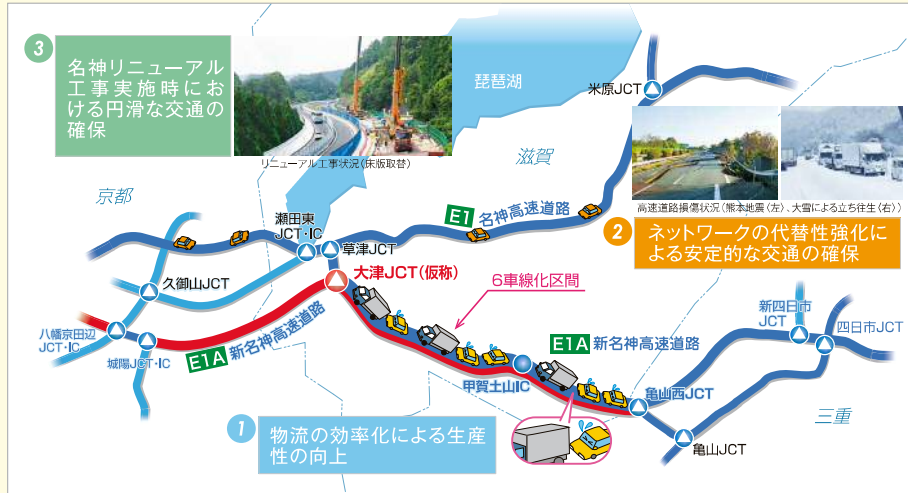 3
名神リニューアル
工事実施時にお
ける円滑な交通の
確保
リニューアル工事状況(床版取替)
琵琶湖
米原JCT
滋賀
高速道路損傷状況(熊本地震〈左〉、大雪による立ち往生〈右〉)
2
ネットワークの代替性強化に
よる安定的な交通の確保
京都
E1 名神高速道路
瀬田東
JCT・IC
草津JCT
大津JCT(仮称)
6車線化区間
久御山JCT
新四日市
JCT
四日市JCT
八幡京田辺
JCT・IC
城陽JCT・IC
E1A 新名神高速道路
E1A 新名神高速道路
甲賀土山IC
亀山西JCT
三重
亀山JCT
1
物流の効率化による生産
性の向上